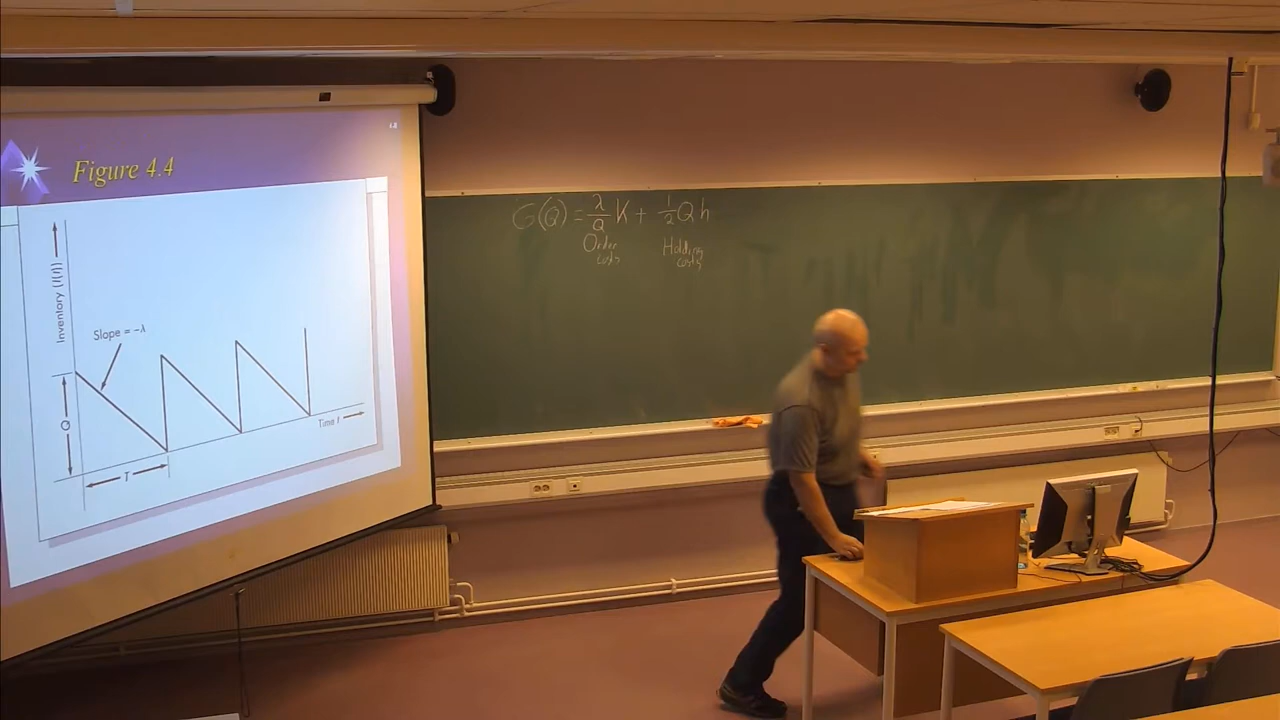 Figure 4.4
Inventory (I(t))
Slope = -λ
Q
T
Time t
G(Q) = λ/Q K + 1/2 Q h
Order Holding
costs costs